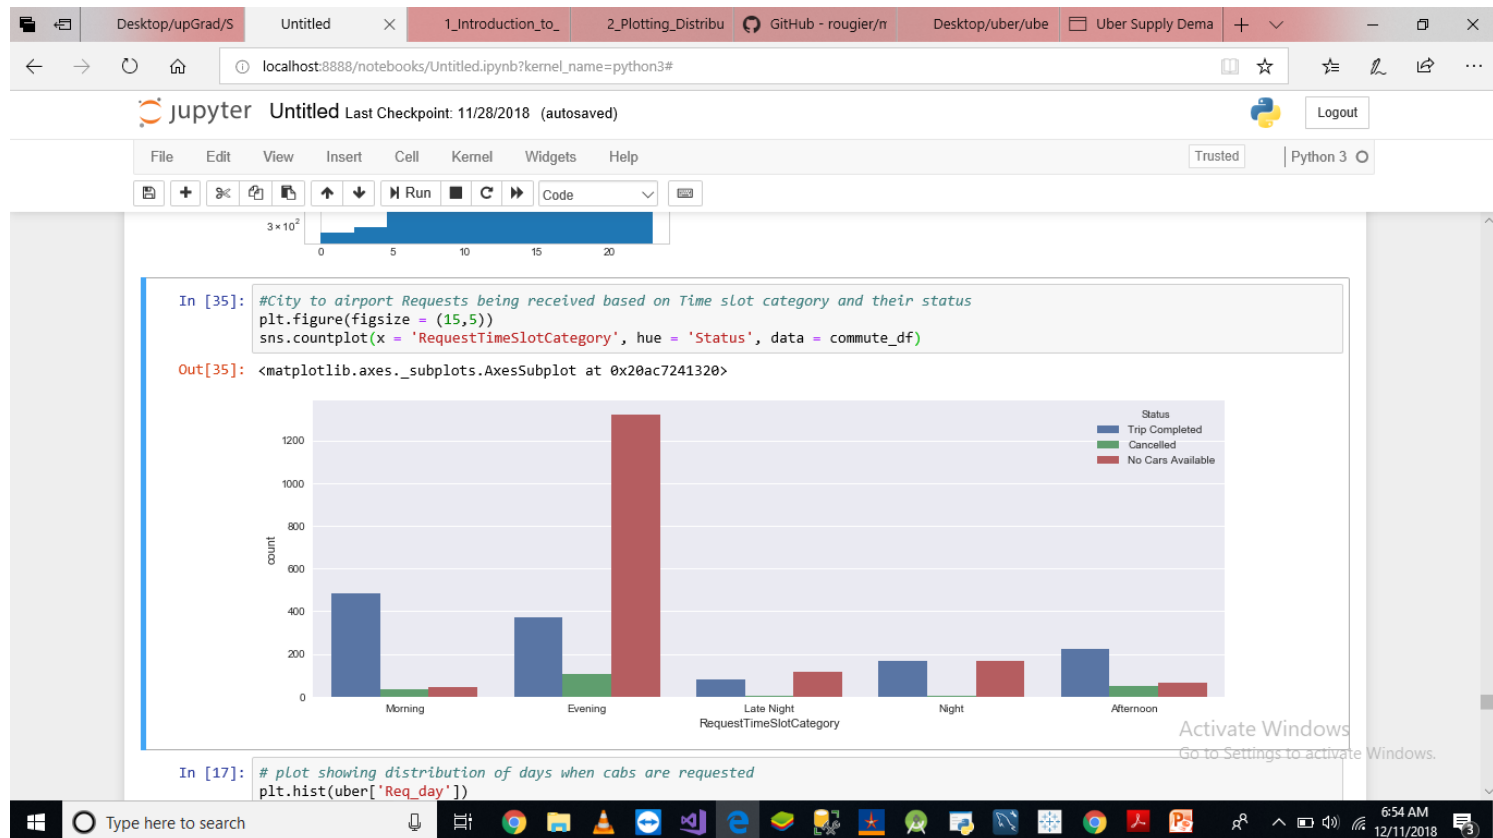 Desktop/upGrad/S
Untitled
1_Introduction_to_
2_Plotting_Distribu
GitHub - rougier/m
Desktop/uber/ube
Uber Supply Dema
localhost:8888/notebooks/Untitled.ipynb?kernel_name=python3#
jupyter Untitled Last Checkpoint: 11/28/2018 (autosaved)
Logout
File Edit View Insert Cell Kernel Widgets Help
Trusted
Python 3
Run
Code
3 × 10²
0 5 10 15 20
In [35]: #City to airport Requests being received based on Time slot category and their status
plt.figure(figsize = (15,5))
sns.countplot(x = 'RequestTimeSlotCategory', hue = 'Status', data = commute_df)
Out[35]: <matplotlib.axes._subplots.AxesSubplot at 0x20ac7241320>
Status
Trip Completed
Cancelled
No Cars Available
1200
1000
800
600
400
200
0
count
Morning Evening Late Night Night Afternoon
RequestTimeSlotCategory
Activate Windows
Go to Settings to activate Windows.
In [17]: # plot showing distribution of days when cabs are requested
plt.hist(uber['Req_day'])
Type here to search
6:54 AM
12/11/2018
3